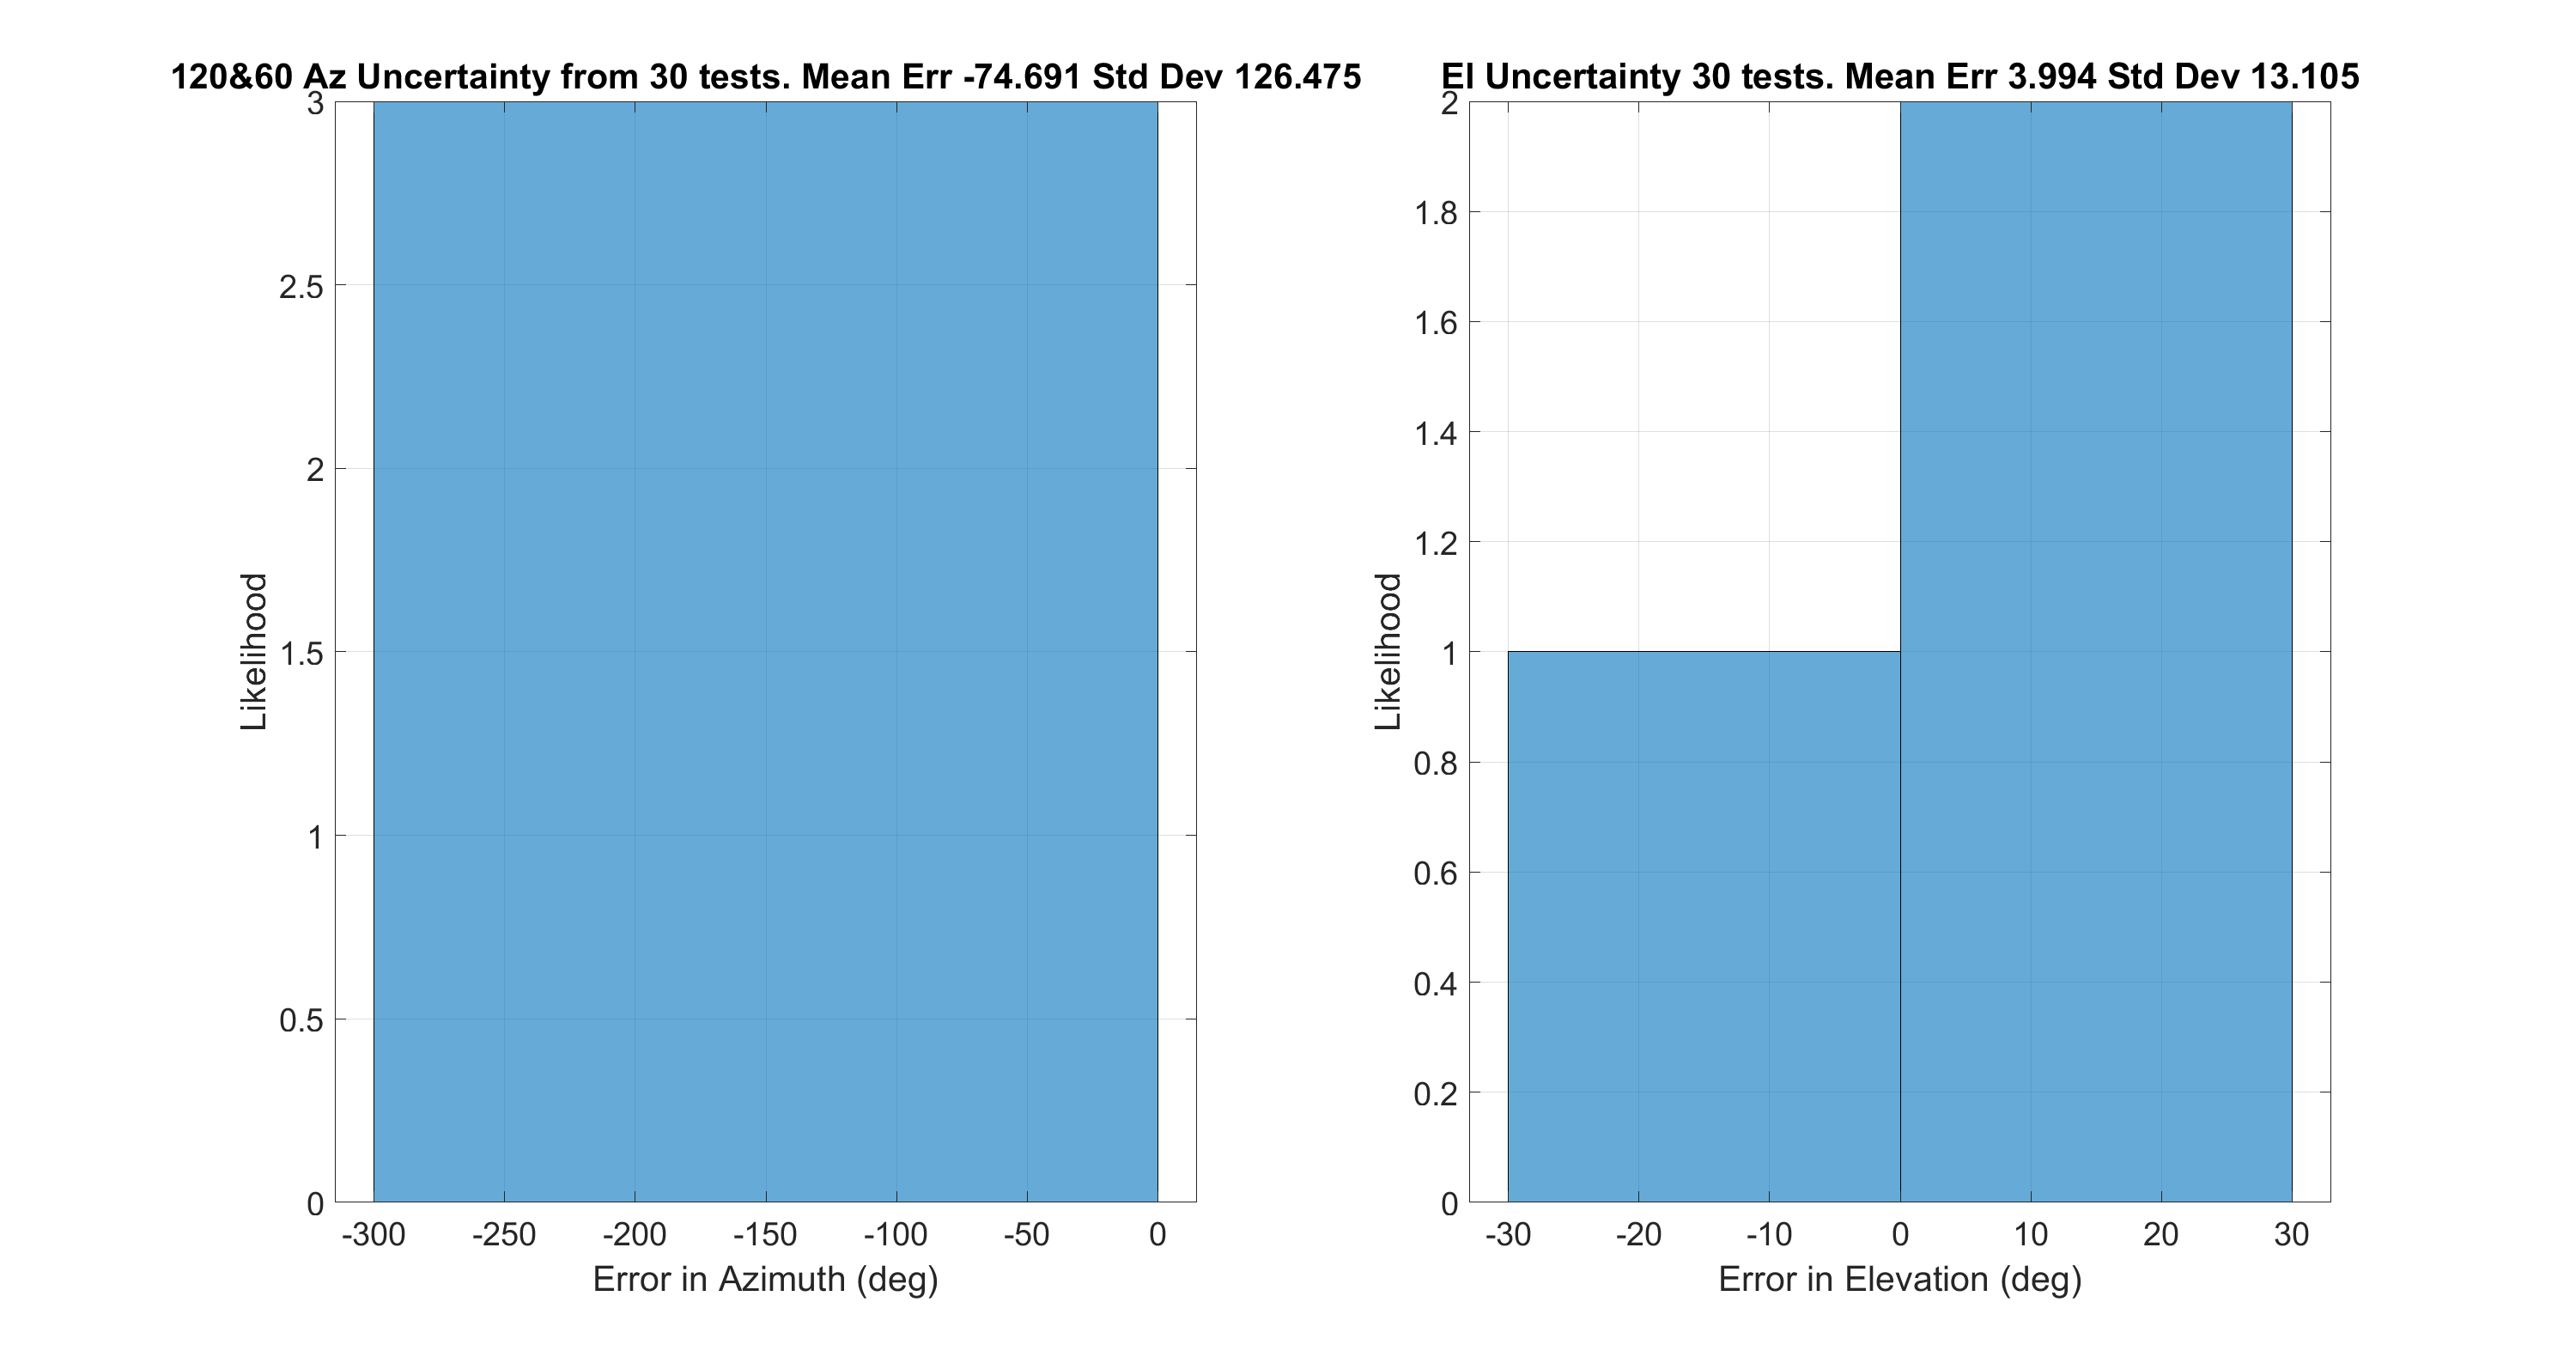 120&60 Az Uncertainty from 30 tests. Mean Err -74.691 Std Dev 126.475
3
2.5
2
1.5
1
0.5
0
Likelihood
-300 -250 -200 -150 -100 -50 0
Error in Azimuth (deg)
El Uncertainty 30 tests. Mean Err 3.994 Std Dev 13.105
2
1.8
1.6
1.4
1.2
1
0.8
0.6
0.4
0.2
0
Likelihood
-30 -20 -10 0 10 20 30
Error in Elevation (deg)